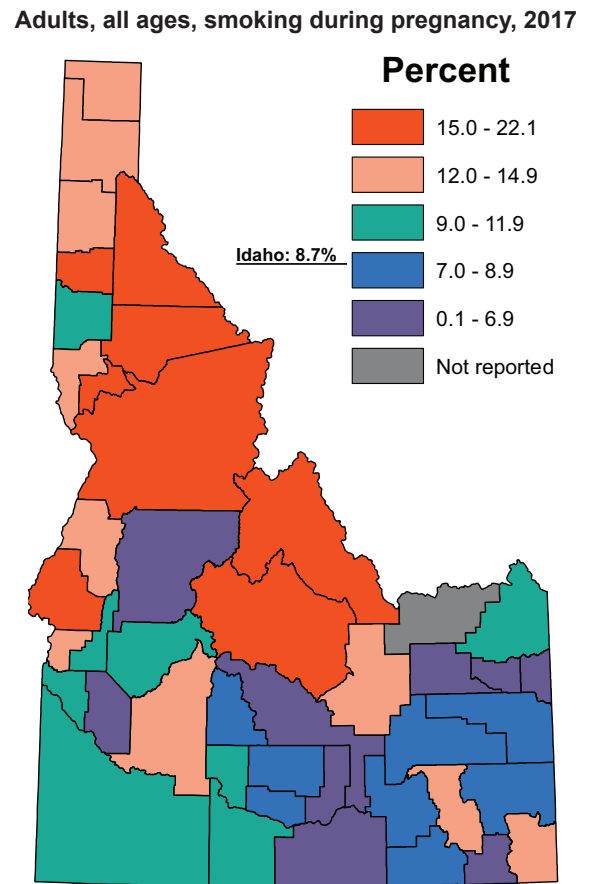 Adults, all ages, smoking during pregnancy, 2017
Percent
15.0 - 22.1
12.0 - 14.9
9.0 - 11.9
Idaho: 8.7%
7.0 - 8.9
0.1 - 6.9
Not reported